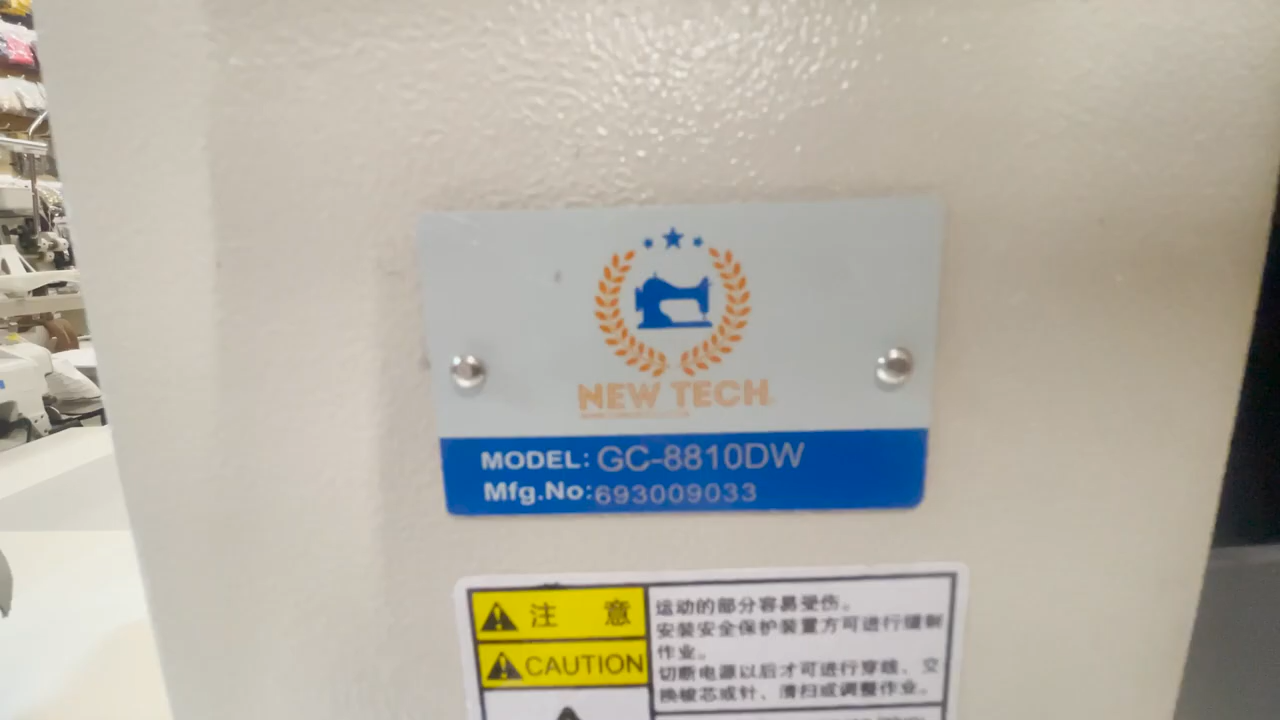 NEW TECH
MODEL: GC-8810DW
Mfg.No: 693009033
注 意
CAUTION
运动的部分容易受伤。
安装安全保护装置方可进行缝制
作业。
切断电源以后才可进行穿线、交
换梭芯或针、清扫或调整作业。